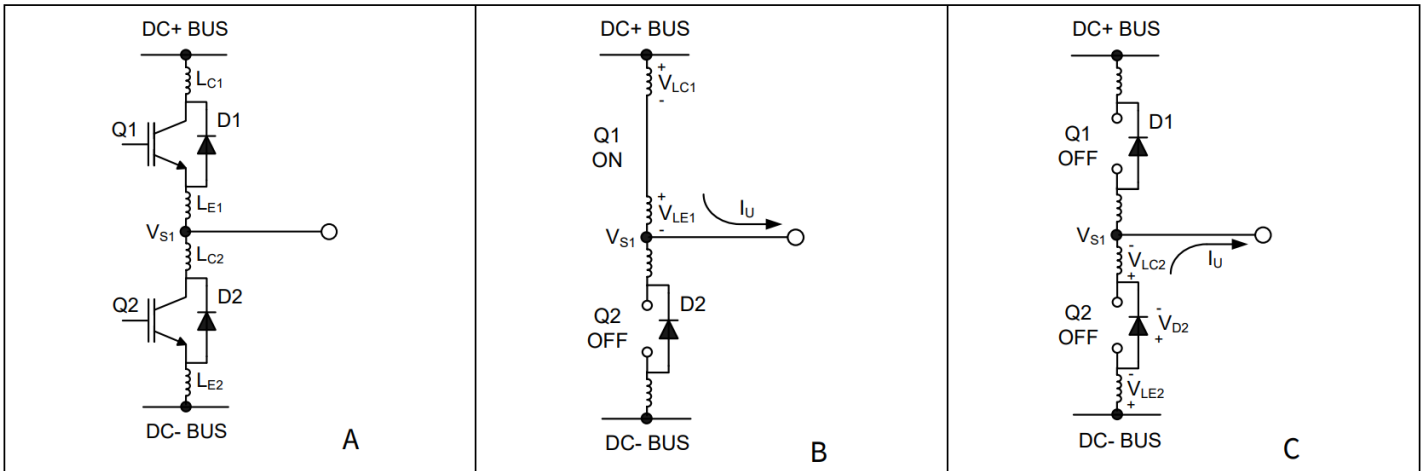 DC+ BUS
LC1
Q1
D1
LE1
VS1
LC2
Q2
D2
LE2
DC- BUS
A
DC+ BUS
+
VLC1
-
Q1
ON
+
VLE1
-
IU
VS1
Q2
OFF
D2
DC- BUS
B
DC+ BUS
Q1
OFF
D1
VS1
-
VLC2
+
IU
Q2
OFF
-
VD2
+
-
VLE2
+
DC- BUS
C